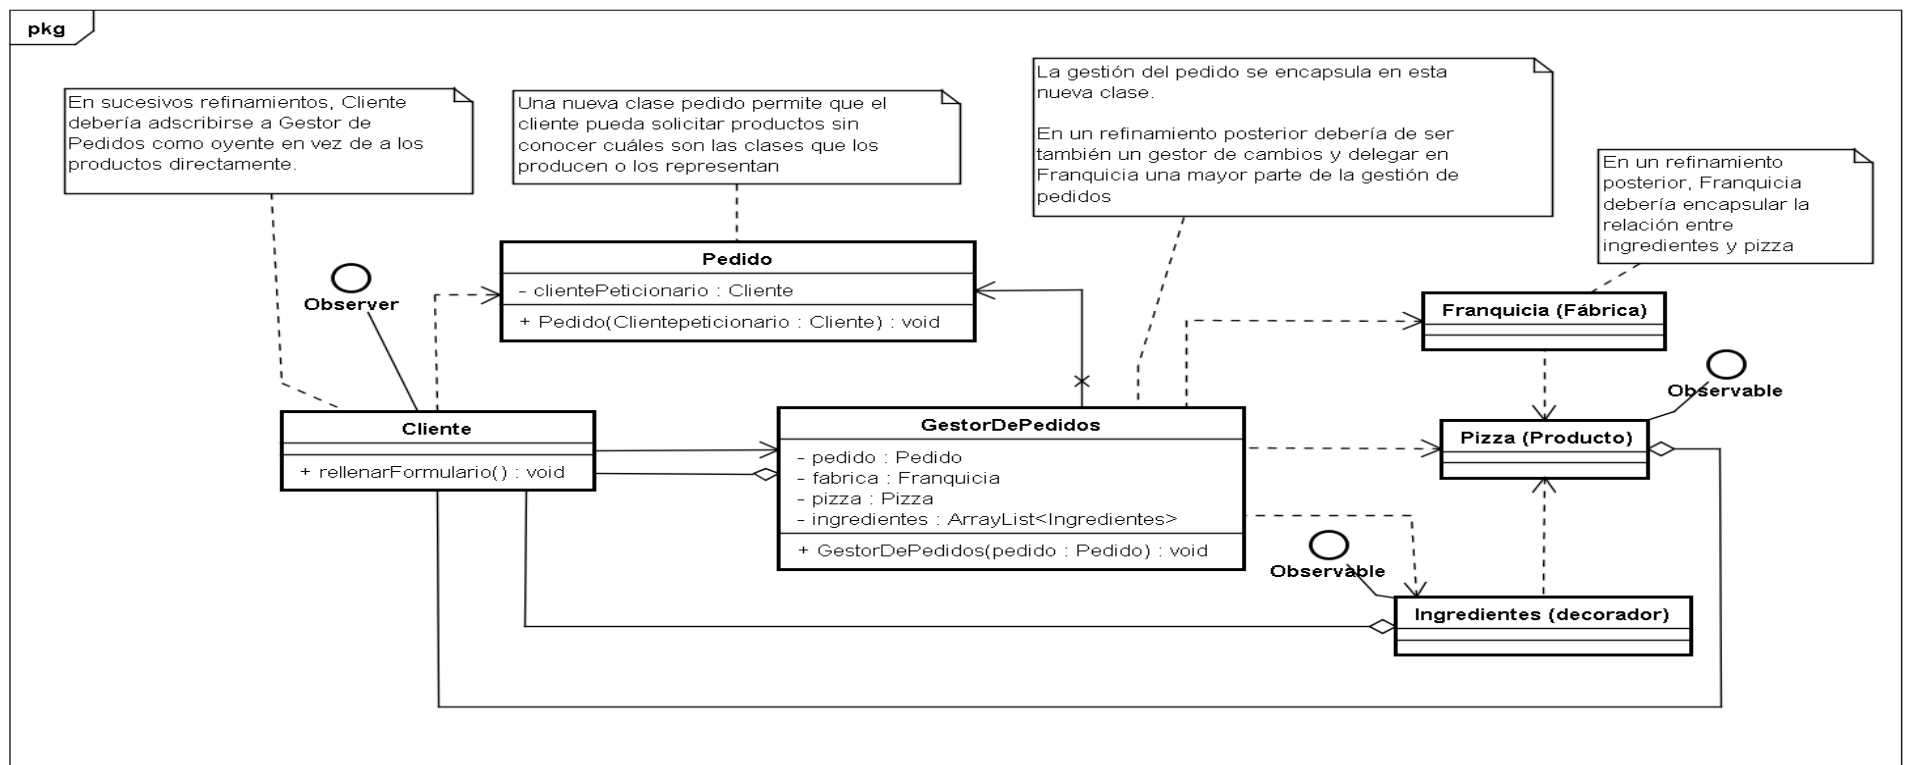 pkg
En sucesivos refinamientos, Cliente
debería adscribirse a Gestor de
Pedidos como oyente en vez de a los
productos directamente.
Una nueva clase pedido permite que el
cliente pueda solicitar productos sin
conocer cuáles son las clases que los
producen o los representan
La gestión del pedido se encapsula en esta
nueva clase.
En un refinamiento posterior debería de ser
también un gestor de cambios y delegar en
Franquicia una mayor parte de la gestión de
pedidos
En un refinamiento
posterior, Franquicia
debería encapsular la
relación entre
ingredientes y pizza
Observer
Pedido
- clientePeticionario : Cliente
+ Pedido(Clientepeticionario : Cliente) : void
Franquicia (Fábrica)
Observable
Cliente
+ rellenarFormulario() : void
GestorDePedidos
- pedido : Pedido
- fabrica : Franquicia
- pizza : Pizza
- ingredientes : ArrayList<Ingredientes>
+ GestorDePedidos(pedido : Pedido) : void
Pizza (Producto)
Observable
Ingredientes (decorador)